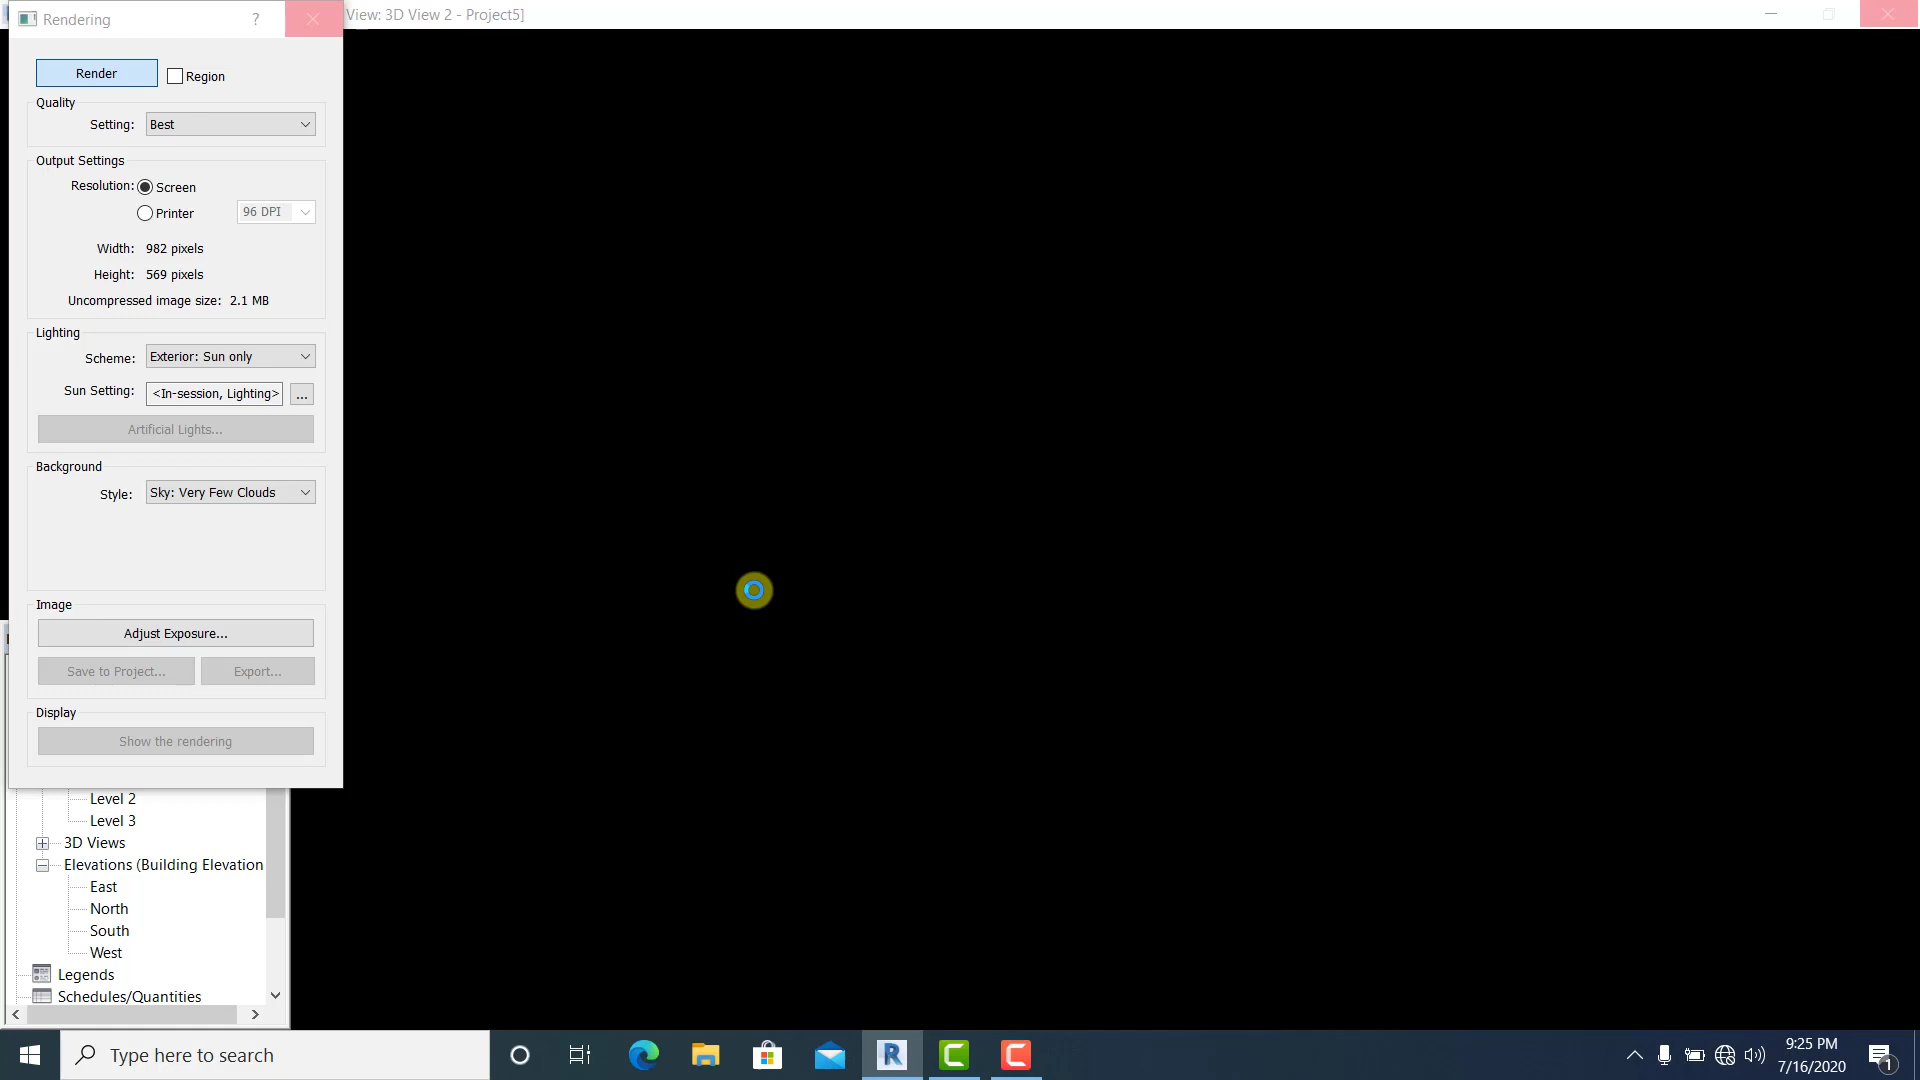 Rendering ?
View: 3D View 2 - Project5]
Render Region
Quality
Setting: Best
Output Settings
Resolution: Screen
Printer 96 DPI
Width: 982 pixels
Height: 569 pixels
Uncompressed image size: 2.1 MB
Lighting
Scheme: Exterior: Sun only
Sun Setting: <In-session, Lighting> ...
Artificial Lights...
Background
Style: Sky: Very Few Clouds
Image
Adjust Exposure...
Save to Project... Export...
Display
Show the rendering
Level 2
Level 3
3D Views
Elevations (Building Elevation
East
North
South
West
Legends
Schedules/Quantities
Type here to search
R
9:25 PM
7/16/2020
1